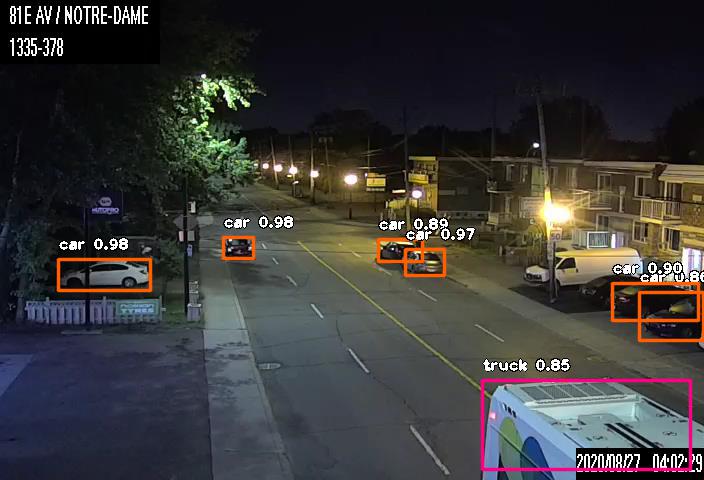 81E AV / NOTRE-DAME
1335-378
car 0.98
car 0.89
car 0.97
car 0.98
car 0.90
car 0.86
AUTOPRO
truck 0.85
2020/08/27 04:02:29